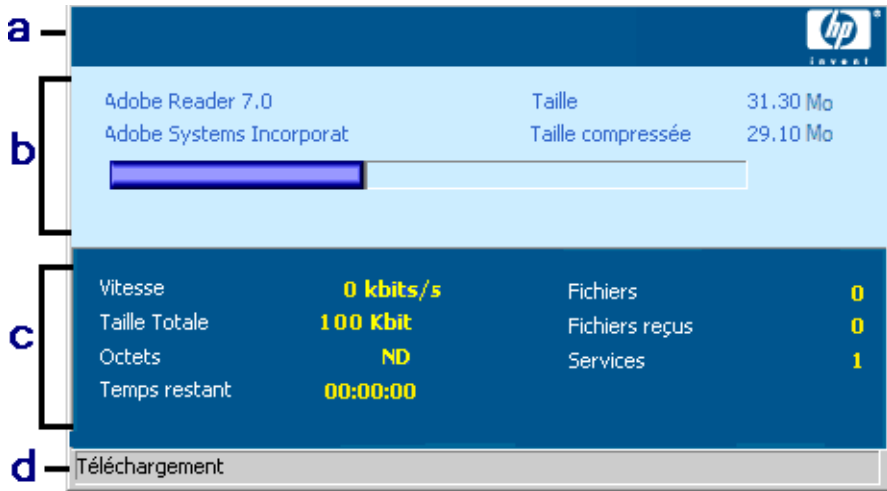 a
hp
invent
b
Adobe Reader 7.0 Taille 31.30 Mo
Adobe Systems Incorporat Taille compressée 29.10 Mo
c
Vitesse 0 kbits/s Fichiers 0
Taille Totale 100 Kbit Fichiers reçus 0
Octets ND Services 1
Temps restant 00:00:00
d
Téléchargement